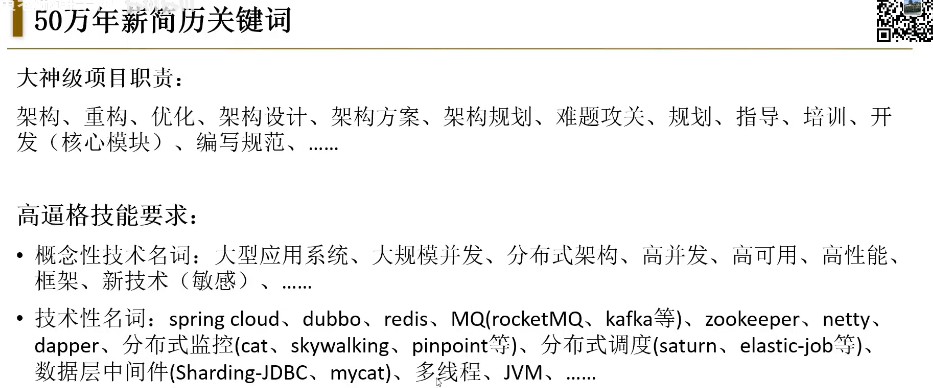 50万年新简历关键词
大神级项目职责：
架构、重构、优化、架构设计、架构方案、架构规划、难题攻关、规划、指导、培训、开
发（核心模块）、编写规范、……
高逼格技能要求：
• 概念性技术名词：大型应用系统、大规模并发、分布式架构、高并发、高可用、高性能、
框架、新技术（敏感）、……
• 技术性名词：spring cloud、dubbo、redis、MQ(rocketMQ、kafka等)、zookeeper、netty、
dapper、分布式监控(cat、skywalking、pinpoint等)、分布式调度(saturn、elastic-job等)、
数据层中间件(Sharding-JDBC、mycat)、多线程、JVM、……